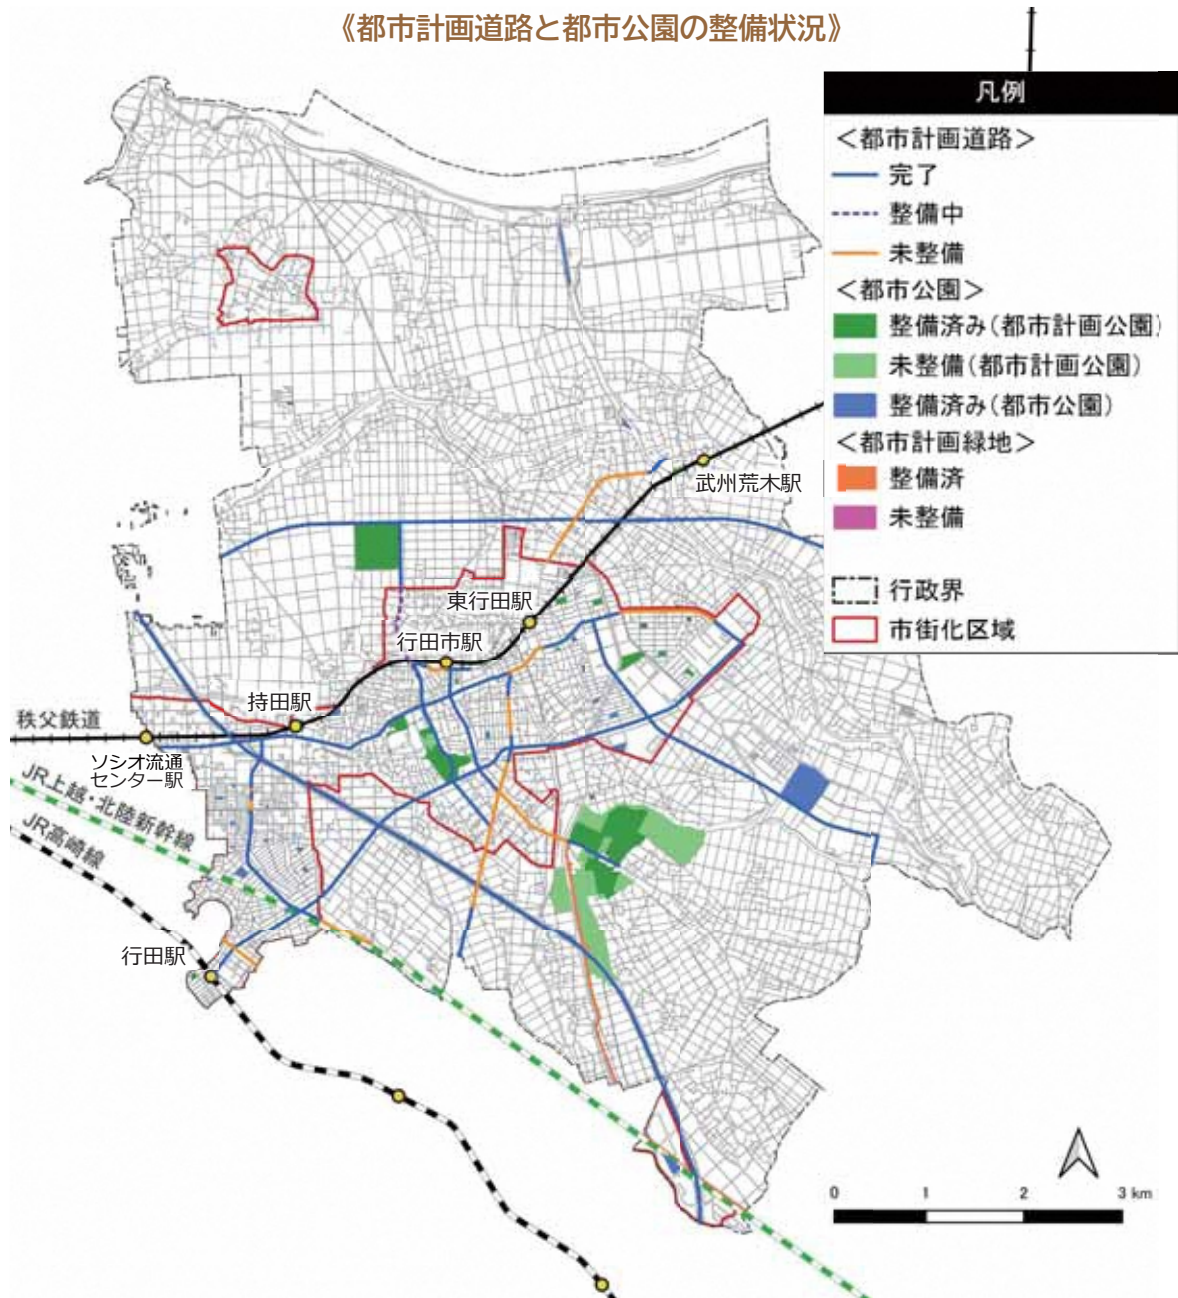 《都市計画道路と都市公園の整備状況》
凡例
＜都市計画道路＞
完了
整備中
未整備
＜都市公園＞
整備済み(都市計画公園)
未整備(都市計画公園)
整備済み(都市公園)
＜都市計画緑地＞
整備済
未整備
行政界
市街化区域
武州荒木駅
東行田駅
行田市駅
持田駅
秩父鉄道
ソシオ流通
センター駅
JR上越・北陸新幹線
JR高崎線
行田駅
0 1 2 3 km